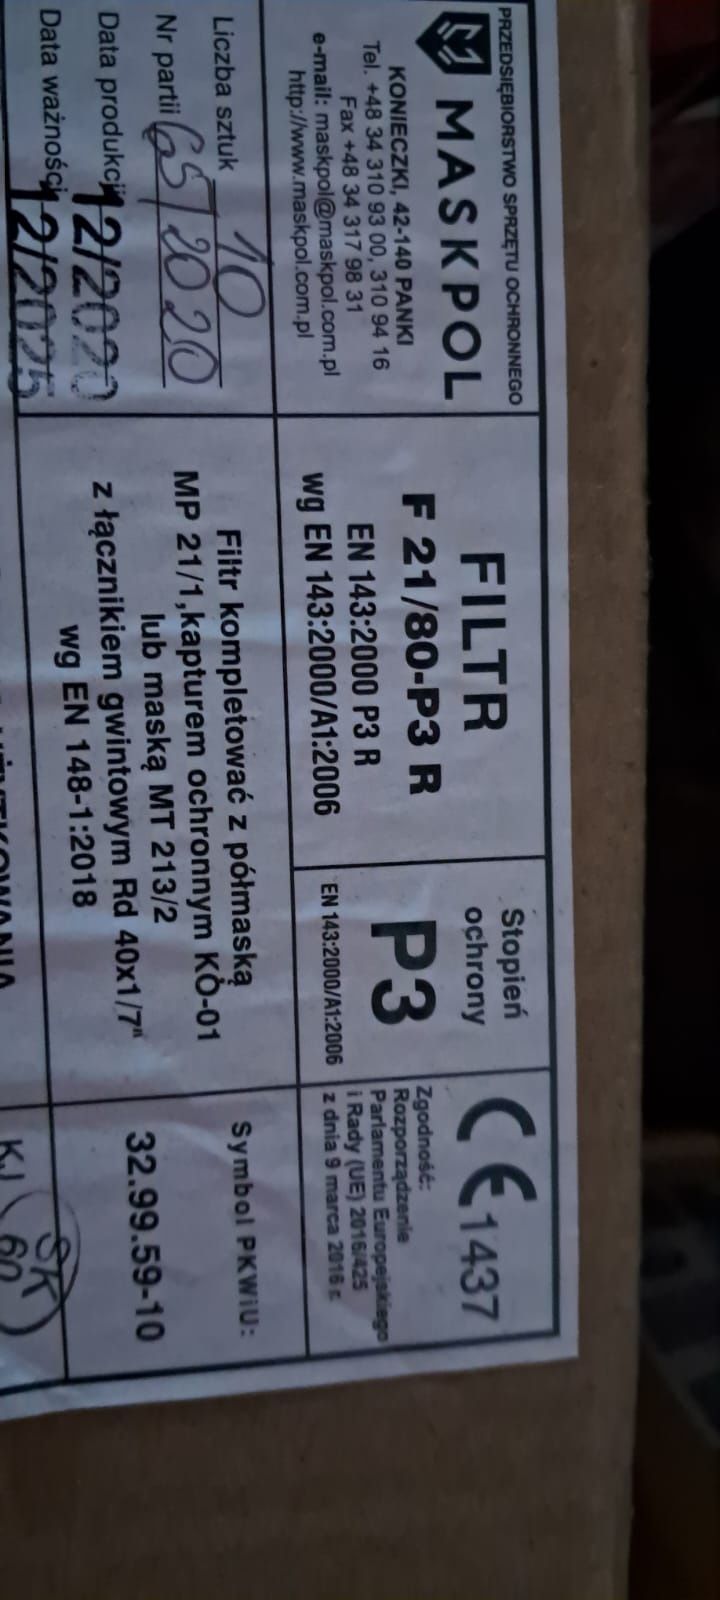 PRZEDSIĘBIORSTWO SPRZĘTU OCHRONNEGO
MASKPOL
KONIECZKI, 42-140 PANKI
Tel. +48 34 310 93 00, 310 94 16
Fax +48 34 317 98 31
e-mail: maskpol@maskpol.com.pl
http://www.maskpol.com.pl
FILTR
F 21/80-P3 R
EN 143:2000 P3 R
wg EN 143:2000/A1:2006
Stopień
ochrony
P3
EN 143:2000/A1:2006
CE 1437
Zgodność:
Rozporządzenie
Parlamentu Europejskiego
i Rady (UE) 2016/425
z dnia 9 marca 2016 r.
Liczba sztuk 10
Nr partii 65/2020
Data produkcji 12/2020
Data ważności 12/2025
Filtr kompletować z półmaską
MP 21/1,kapturem ochronnym KO-01
lub maską MT 213/2
z łącznikiem gwintowym Rd 40x1/7"
wg EN 148-1:2018
Symbol PKWiU:
32.99.59-10
SK
KJ
60